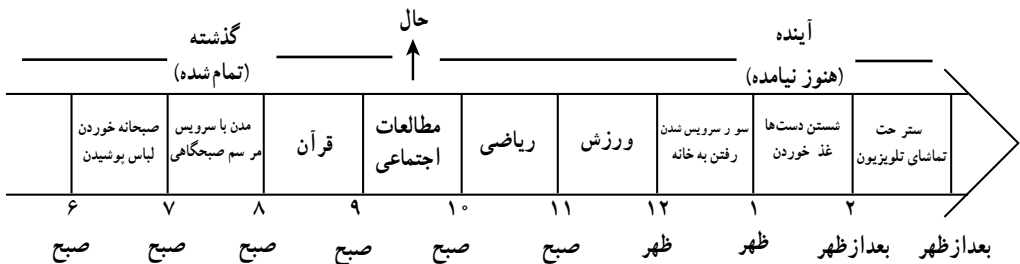 گذشته
(تمام‌شده)
حال
آینده
(هنوز نیامده)
صبحانه خوردن
لباس پوشیدن
مدن با سرویس
مر سم صبحگاهی
قرآن
مطالعات
اجتماعی
ریاضی
ورزش
سو ر سرویس شدن
رفتن به خانه
شستن دست‌ها
غذ خوردن
ستر حت
تماشای تلویزیون
۶
صبح
۷
صبح
۸
صبح
۹
صبح
۱۰
صبح
۱۱
صبح
۱۲
ظهر
۱
ظهر
۲
بعدازظهر
بعدازظهر